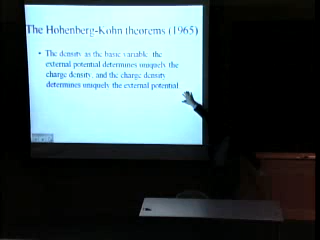 The Hohenberg-Kohn theorems (1965)
• The density as the basic variable: the
external potential determines uniquely the
charge density, and the charge density
determines uniquely the external potential